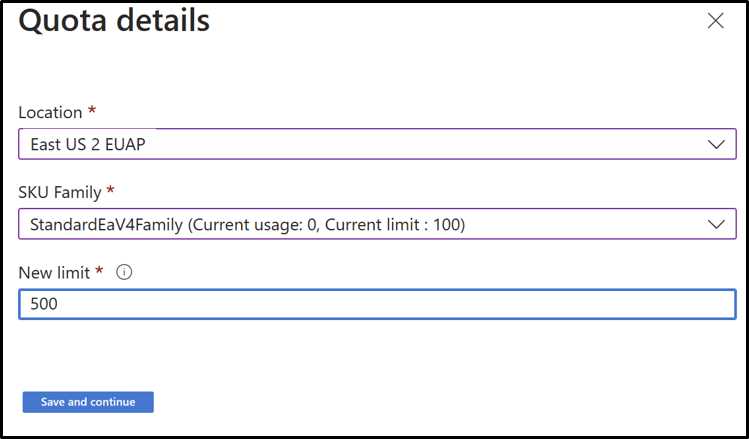 Quota details
Location *
East US 2 EUAP
SKU Family *
StandardEaV4Family (Current usage: 0, Current limit : 100)
New limit *
500
Save and continue